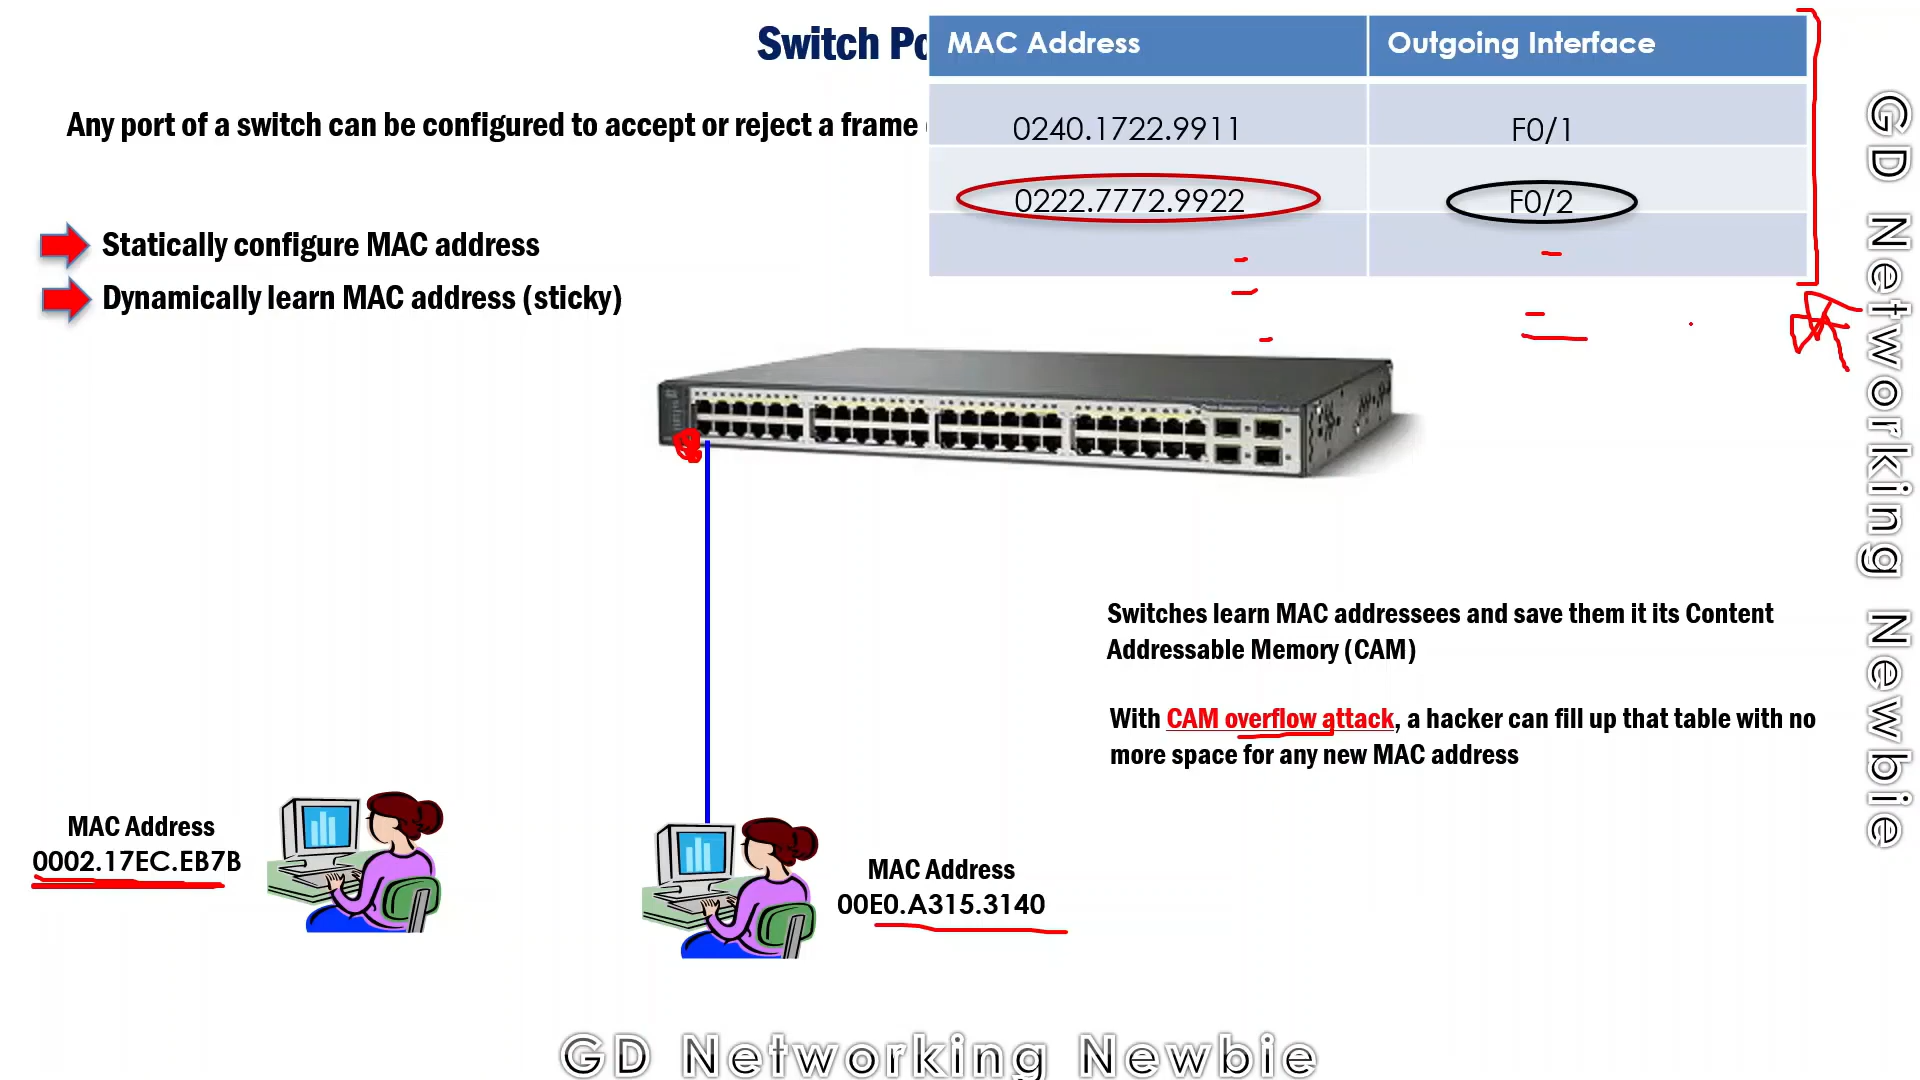 Switch Po
MAC Address
Outgoing Interface
Any port of a switch can be configured to accept or reject a frame
0240.1722.9911
F0/1
0222.7772.9922
F0/2
Statically configure MAC address
Dynamically learn MAC address (sticky)
Switches learn MAC addressees and save them it its Content
Addressable Memory (CAM)
With CAM overflow attack, a hacker can fill up that table with no
more space for any new MAC address
MAC Address
0002.17EC.EB7B
MAC Address
00E0.A315.3140
GD Networking Newbie
GD Networking Newbie